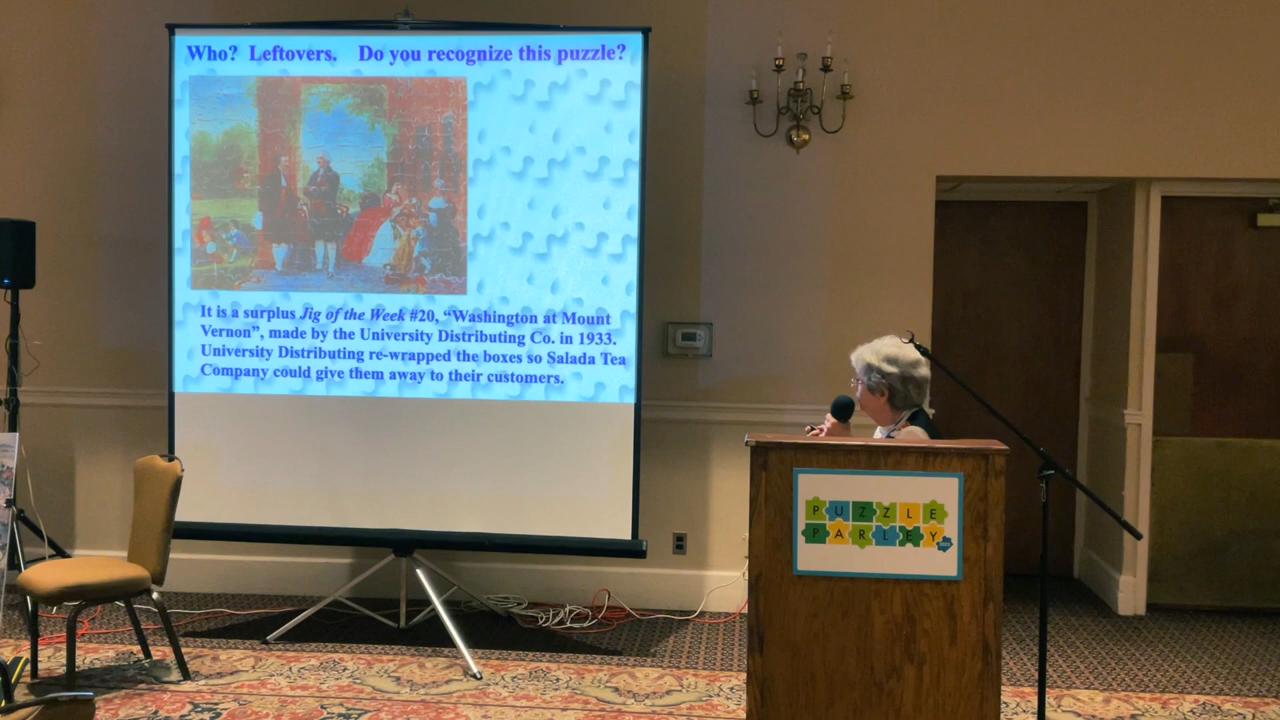 Who? Leftovers. Do you recognize this puzzle?
It is a surplus Jig of the Week #20, “Washington at Mount
Vernon”, made by the University Distributing Co. in 1933.
University Distributing re-wrapped the boxes so Salada Tea
Company could give them away to their customers.
PUZZLE
PARLEY